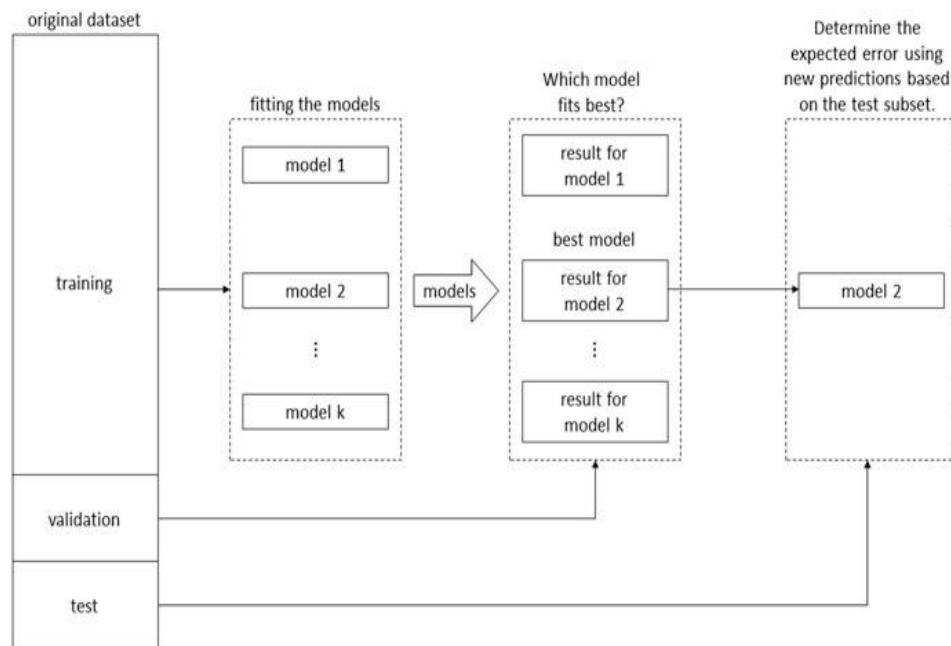 original dataset
training
validation
test
fitting the models
model 1
model 2
⋮
model k
models
Which model
fits best?
result for
model 1
best model
result for
model 2
⋮
result for
model k
Determine the
expected error using
new predictions based
on the test subset.
model 2